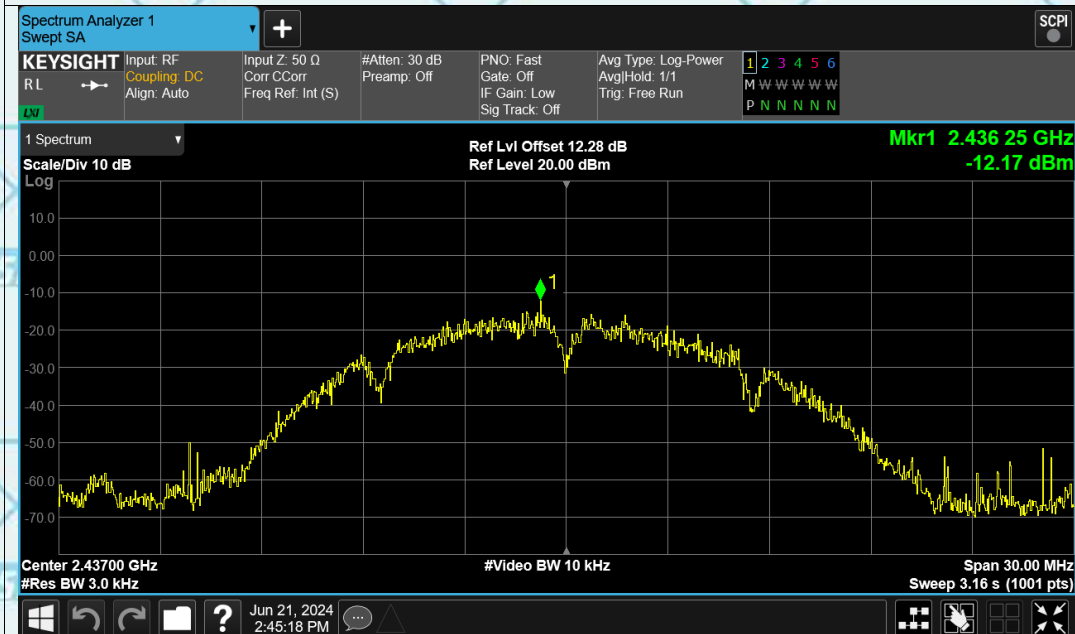 Spectrum Analyzer 1
Swept SA
+
SCPI
KEYSIGHT
RL
LXI
Input: RF
Coupling: DC
Align: Auto
Input Z: 50 Ω
Corr CCorr
Freq Ref: Int (S)
#Atten: 30 dB
Preamp: Off
PNO: Fast
Gate: Off
IF Gain: Low
Sig Track: Off
Avg Type: Log-Power
Avg|Hold: 1/1
Trig: Free Run
1 2 3 4 5 6
M W W W W W
P N N N N N
1 Spectrum
Scale/Div 10 dB
Ref Lvl Offset 12.28 dB
Ref Level 20.00 dBm
Mkr1 2.436 25 GHz
-12.17 dBm
Log
10.0
0.00
-10.0
-20.0
-30.0
-40.0
-50.0
-60.0
-70.0
1
Center 2.43700 GHz
#Res BW 3.0 kHz
#Video BW 10 kHz
Span 30.00 MHz
Sweep 3.16 s (1001 pts)
?
Jun 21, 2024
2:45:18 PM